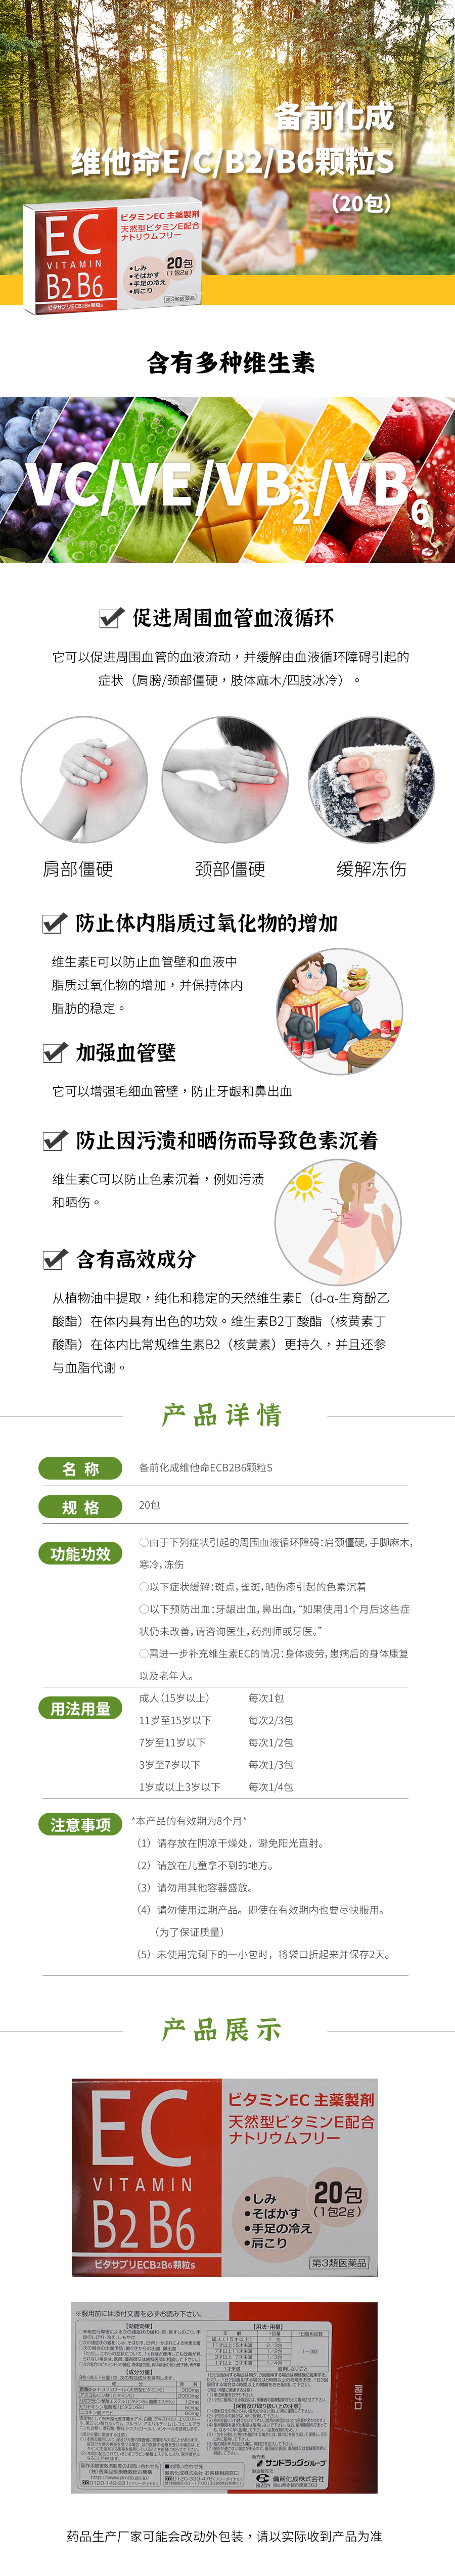 备前化成
维他命E/C/B2/B6颗粒S
（20包）
EC
VITAMIN
B2 B6
ビタサプリECB2B6顆粒S
ビタミンEC 主薬製剤
天然型ビタミンE配合
ナトリウムフリー
•しみ
•そばかす
•手足の冷え
•肩こり
20包
(1包2g)
第3類医薬品
含有多种维生素
VC/VE/VB2/VB6
促进周围血管血液循环
它可以促进周围血管的血液流动，并缓解由血液循环障碍引起的
症状（肩膀/颈部僵硬，肢体麻木/四肢冰冷）。
肩部僵硬
颈部僵硬
缓解冻伤
防止体内脂质过氧化物的增加
维生素E可以防止血管壁和血液中
脂质过氧化物的增加，并保持体内
脂肪的稳定。
加强血管壁
它可以增强毛细血管壁，防止牙龈和鼻出血
防止因污渍和晒伤而导致色素沉着
维生素C可以防止色素沉着，例如污渍
和晒伤。
含有高效成分
从植物油中提取，纯化和稳定的天然维生素E（d-α-生育酚乙
酸酯）在体内具有出色的功效。维生素B2丁酸酯（核黄素丁
酸酯）在体内比常规维生素B2（核黄素）更持久，并且还参
与血脂代谢。
产品详情
名 称
备前化成维他命ECB2B6颗粒S
规 格
20包
功能功效
〇由于下列症状引起的周围血液循环障碍：肩颈僵硬，手脚麻木，
寒冷，冻伤
〇以下症状缓解：斑点，雀斑，晒伤疹引起的色素沉着
〇以下预防出血：牙龈出血，鼻出血，“如果使用1个月后这些症
状仍未改善，请咨询医生，药剂师或牙医。”
〇需进一步补充维生素EC的情况：身体疲劳，患病后的身体康复
以及老年人。
用法用量
成人（15岁以上） 每次1包
11岁至15岁以下 每次2/3包
7岁至11岁以下 每次1/2包
3岁至7岁以下 每次1/3包
1岁或以上3岁以下 每次1/4包
注意事项
*本产品的有效期为8个月*
（1）请存放在阴凉干燥处，避免阳光直射。
（2）请放在儿童拿不到的地方。
（3）请勿用其他容器盛放。
（4）请勿使用过期产品。即使在有效期内也要尽快服用。
（为了保证质量）
（5）未使用完剩下的一小包时，将袋口折起来并保存2天。
产品展示
EC
VITAMIN
B2 B6
ビタサプリECB2B6顆粒S
ビタミンEC 主薬製剤
天然型ビタミンE配合
ナトリウムフリー
•しみ
•そばかす
•手足の冷え
•肩こり
20包
(1包2g)
第3類医薬品
※服用前には添付文書を必ずお読み下さい。
【効能効果】
【用法・用量】
【成分分量】
【保管及び取り扱い上の注意】
開け口
サンドラッググループ
備前化成株式会社
药品生产厂家可能会改动外包装，请以实际收到产品为准